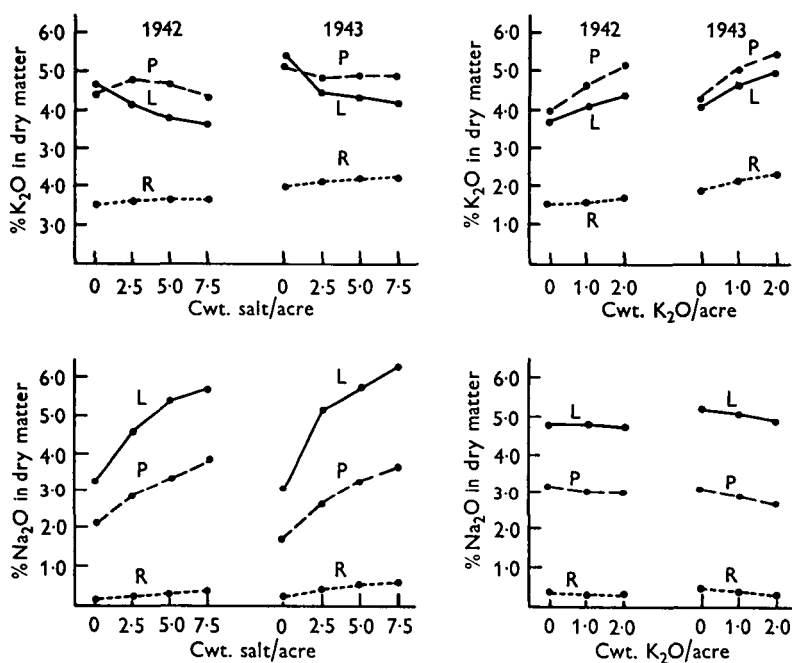 % K₂O in dry matter
6·0
5·0
4·0
3·0
4·0
3·0
1942
1943
P
L
R
P
L
R
0 2·5 5·0 7·5
0 2·5 5·0 7·5
Cwt. salt/acre
% K₂O in dry matter
6·0
5·0
4·0
3·0
2·0
1·0
1942
1943
P
L
R
P
L
R
0 1·0 2·0
0 1·0 2·0
Cwt. K₂O/acre
% Na₂O in dry matter
6·0
5·0
4·0
3·0
2·0
1·0
L
P
R
L
P
R
0 2·5 5·0 7·5
0 2·5 5·0 7·5
Cwt. salt/acre
% Na₂O in dry matter
6·0
5·0
4·0
3·0
2·0
1·0
L
P
R
L
P
R
0 1·0 2·0
0 1·0 2·0
Cwt. K₂O/acre